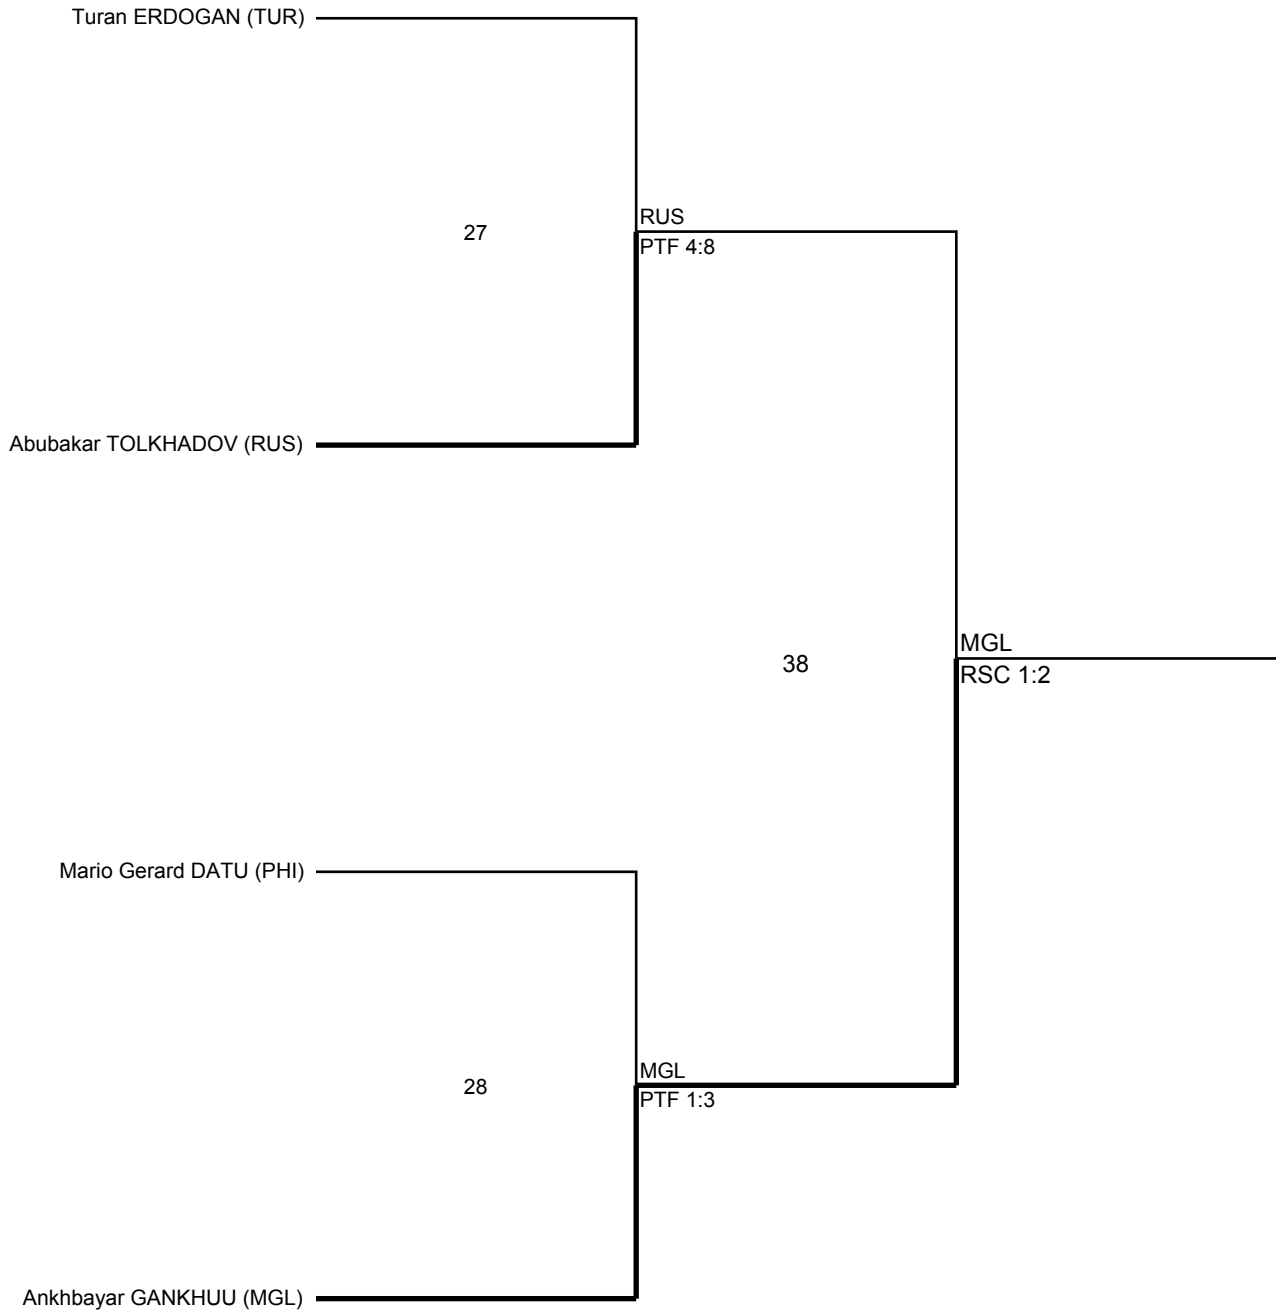 Turan ERDOGAN (TUR)
27
RUS
PTF 4:8
Abubakar TOLKHADOV (RUS)
38
MGL
RSC 1:2
Mario Gerard DATU (PHI)
28
MGL
PTF 1:3
Ankhbayar GANKHUU (MGL)